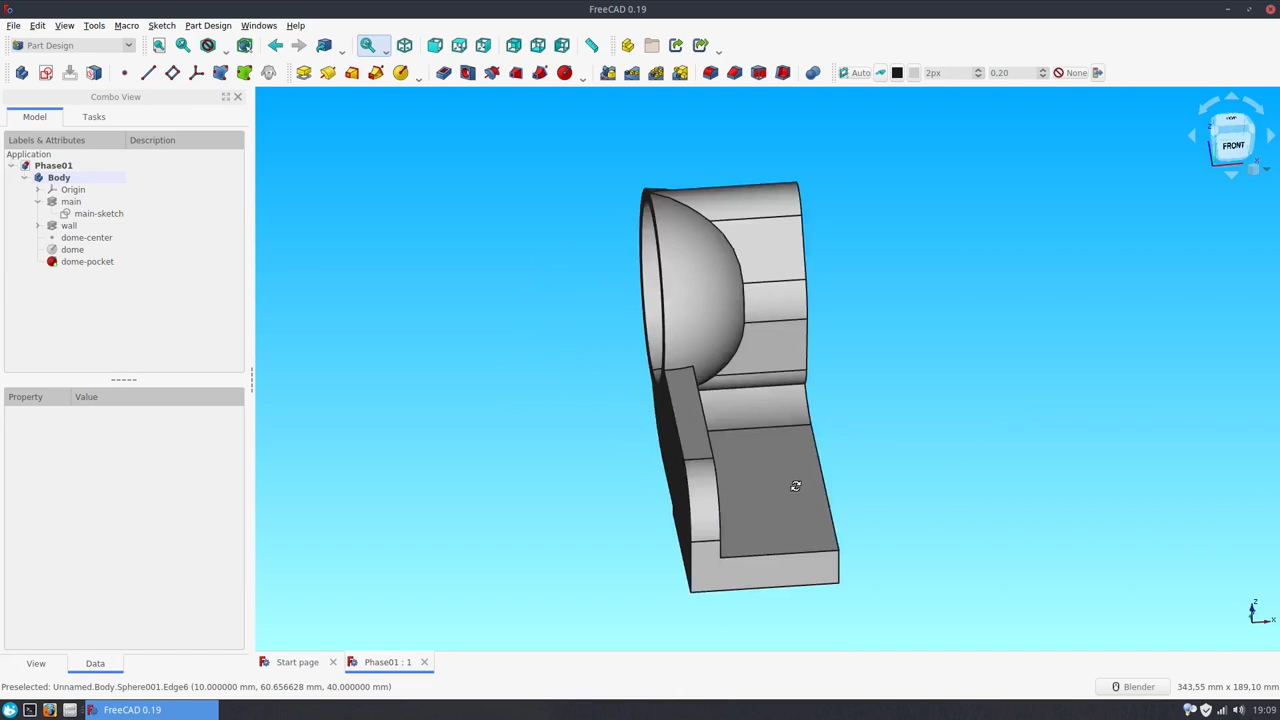 FreeCAD 0.19
File Edit View Tools Macro Sketch Part Design Windows Help
Part Design
Auto 2px 0,20 None
Combo View
Model Tasks
Labels & Attributes Description
Application
Phase01
Body
Origin
main
main-sketch
wall
dome-center
dome
dome-pocket
Property Value
View Data
TOP
FRONT
Z
X
Z
X
Start page Phase01 : 1
Preselected: Unnamed.Body.Sphere001.Edge6 (10.000000 mm, 60.656628 mm, 40.000000 mm) Blender 343,55 mm x 189,10 mm
FreeCAD 0.19 19:09